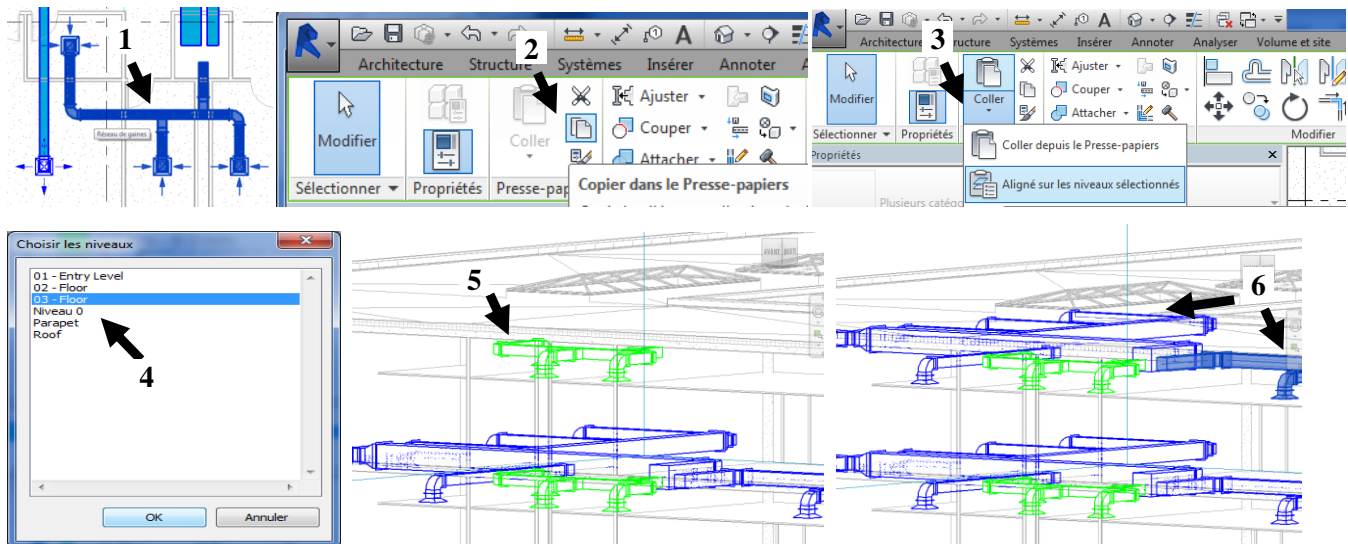 1
Réseau de gaines
2
Architecture Stru Systèmes Insérer Annoter A
Modifier
Coller
Ajuster
Couper
Attacher
Sélectionner Propriétés Presse-pap
Copier dans le Presse-papiers
3
Architecture ructure Systèmes Insérer Annoter Analyser Volume et site
Modifier
Coller
Ajuster
Couper
Attacher
Sélectionner Propriétés
Modifier
Coller depuis le Presse-papiers
Propriétés
Aligné sur les niveaux sélectionnés
Plusieurs catégo
Choisir les niveaux
01 - Entry Level
02 - Floor
03 - Floor
Niveau 0
Parapet
Roof
4
OK Annuler
AVANT
5
6